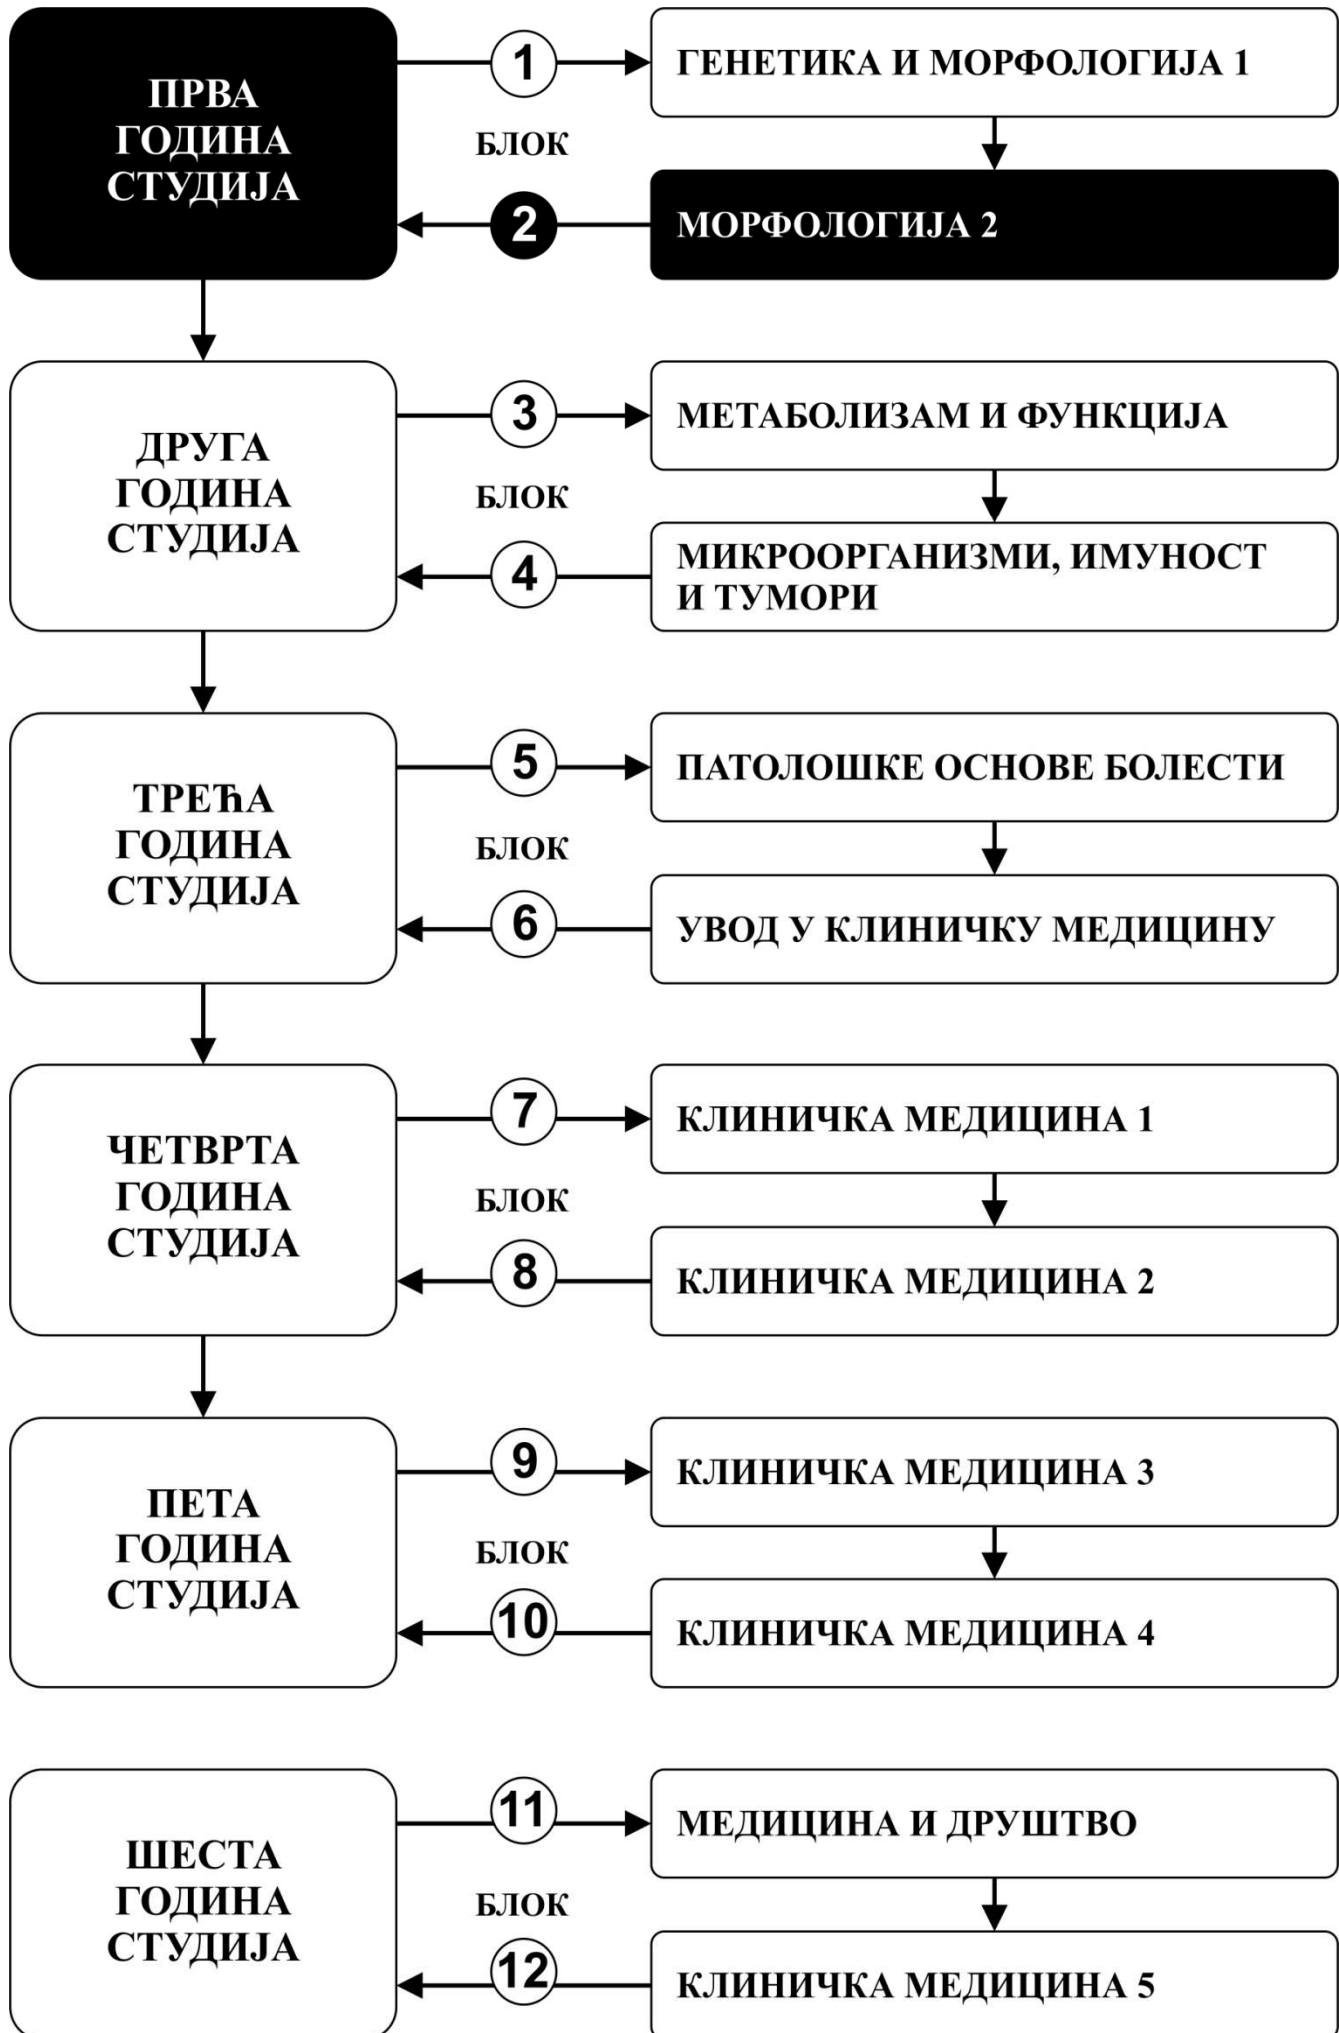 ПРВА
ГОДИНА
СТУДИЈА
1
ГЕНЕТИКА И МОРФОЛОГИЈА 1
БЛОК
2
МОРФОЛОГИЈА 2
ДРУГА
ГОДИНА
СТУДИЈА
3
МЕТАБОЛИЗАМ И ФУНКЦИЈА
БЛОК
4
МИКРООРГАНИЗМИ, ИМУНОСТ
И ТУМОРИ
ТРЕЋА
ГОДИНА
СТУДИЈА
5
ПАТОЛОШКЕ ОСНОВЕ БОЛЕСТИ
БЛОК
6
УВОД У КЛИНИЧКУ МЕДИЦИНУ
ЧЕТВРТА
ГОДИНА
СТУДИЈА
7
КЛИНИЧКА МЕДИЦИНА 1
БЛОК
8
КЛИНИЧКА МЕДИЦИНА 2
ПЕТА
ГОДИНА
СТУДИЈА
9
КЛИНИЧКА МЕДИЦИНА 3
БЛОК
10
КЛИНИЧКА МЕДИЦИНА 4
ШЕСТА
ГОДИНА
СТУДИЈА
11
МЕДИЦИНА И ДРУШТВО
БЛОК
12
КЛИНИЧКА МЕДИЦИНА 5